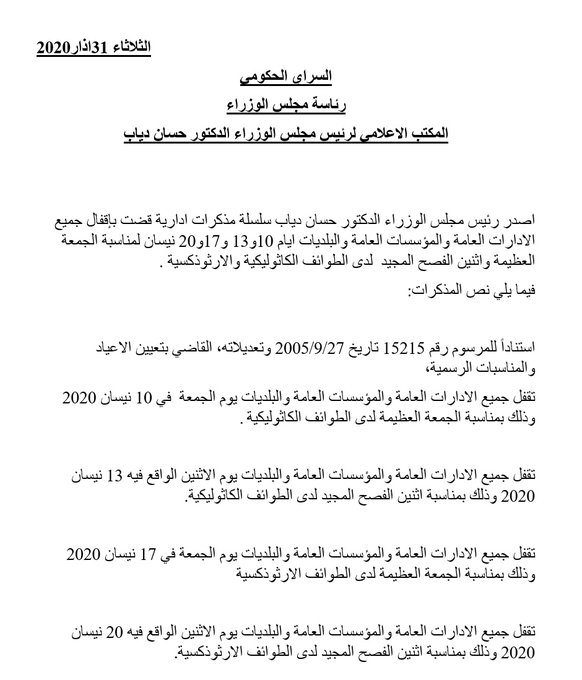 الثلاثاء 31اذار2020
السراي الحكومي
رئاسة مجلس الوزراء
المكتب الاعلامي لرئيس مجلس الوزراء الدكتور حسان دياب
اصدر رئيس مجلس الوزراء الدكتور حسان دياب سلسلة مذكرات ادارية قضت بإقفال جميع
الادارات العامة والمؤسسات العامة والبلديات ايام 10و13 و17و20 نيسان لمناسبة الجمعة
العظيمة واثنين الفصح المجيد لدى الطوائف الكاثوليكية والارثوذكسية .
فيما يلي نص المذكرات:
استناداً للمرسوم رقم 15215 تاريخ 2005/9/27 وتعديلاته، القاضي بتعيين الاعياد
والمناسبات الرسمية،
تقفل جميع الادارات العامة والمؤسسات العامة والبلديات يوم الجمعة في 10 نيسان 2020
وذلك بمناسبة الجمعة العظيمة لدى الطوائف الكاثوليكية .
تقفل جميع الادارات العامة والمؤسسات العامة والبلديات يوم الاثنين الواقع فيه 13 نيسان
2020 وذلك بمناسبة اثنين الفصح المجيد لدى الطوائف الكاثوليكية.
تقفل جميع الادارات العامة والمؤسسات العامة والبلديات يوم الجمعة في 17 نيسان 2020
وذلك بمناسبة الجمعة العظيمة لدى الطوائف الارثوذكسية
تقفل جميع الادارات العامة والمؤسسات العامة والبلديات يوم الاثنين الواقع فيه 20 نيسان
2020 وذلك بمناسبة اثنين الفصح المجيد لدى الطوائف الارثوذكسية.